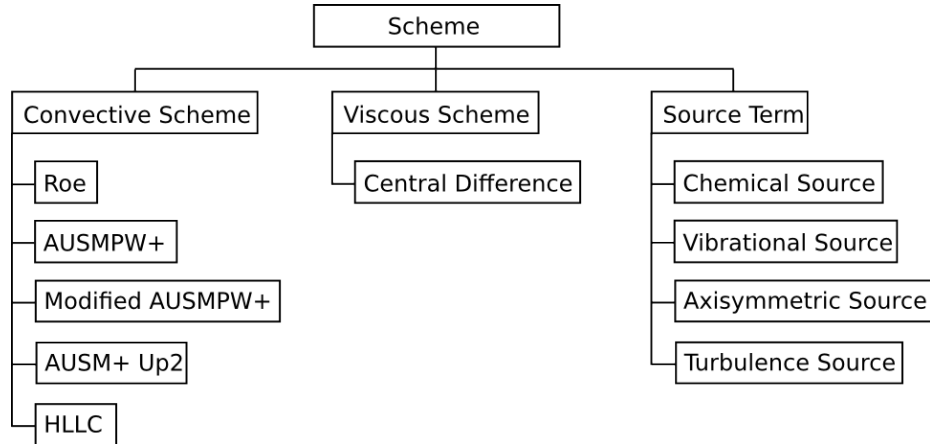 Scheme
Convective Scheme
Viscous Scheme
Source Term
Roe
Central Difference
Chemical Source
AUSMPW+
Vibrational Source
Modified AUSMPW+
Axisymmetric Source
AUSM+ Up2
Turbulence Source
HLLC